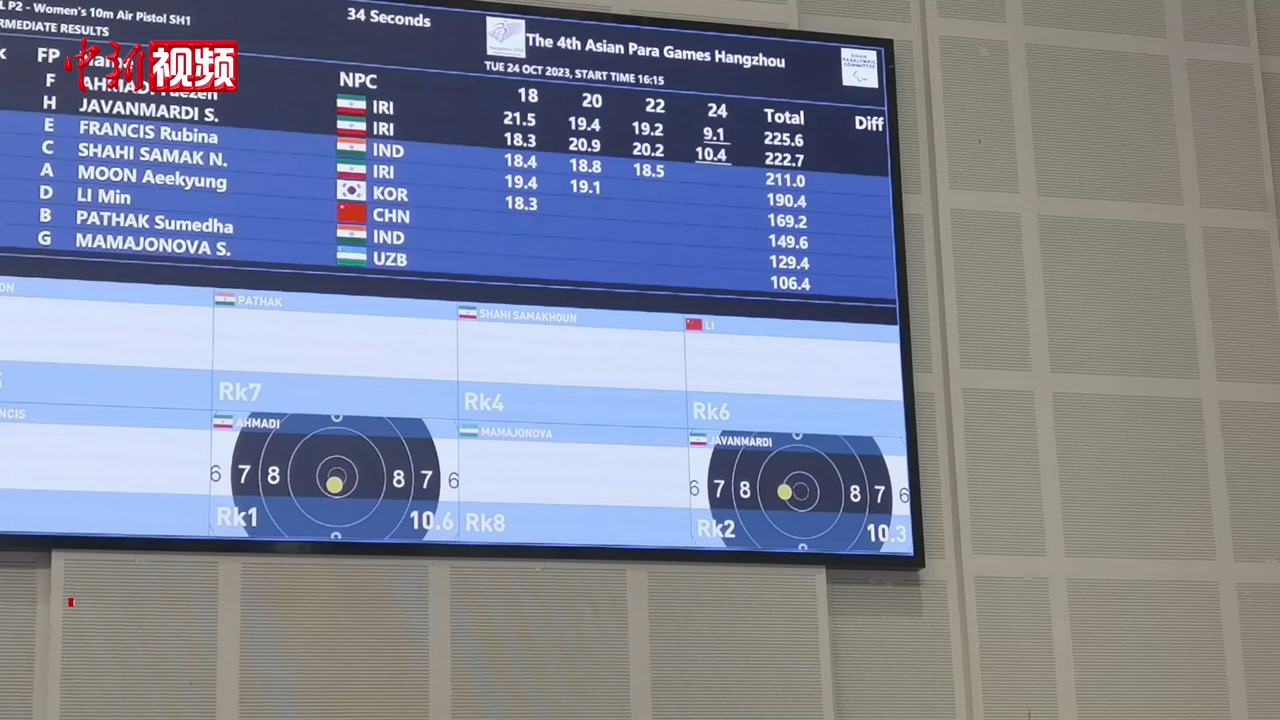 L P2 - Women's 10m Air Pistol SH1
34 Seconds
The 4th Asian Para Games Hangzhou
TUE 24 OCT 2023, START TIME 16:15
RMEDIATE RESULTS
中新视频
FP NPC 18 20 22 24 Total Diff
F IRI 21.5 19.4 19.2 9.1 225.6
H JAVANMARDI S. IRI 18.3 20.9 20.2 10.4 222.7
E FRANCIS Rubina IND 18.4 18.8 18.5 211.0
C SHAHI SAMAK N. IRI 19.4 19.1 190.4
A MOON Aeekyung KOR 18.3 169.2
D LI Min CHN 149.6
B PATHAK Sumedha IND 129.4
G MAMAJONOVA S. UZB 106.4
ON PATHAK SHAHI SAMAKHOUN LI
Rk7 Rk4 Rk6
NCIS AHMADI MAMAJONOVA JAVANMARDI
6 7 8 8 7 6 6 7 8 8 7 6
Rk1 10.6 Rk8 Rk2 10.3